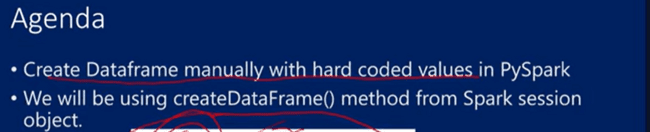 Agenda
• Create Dataframe manually with hard coded values in PySpark
• We will be using createDataFrame() method from Spark session
object.